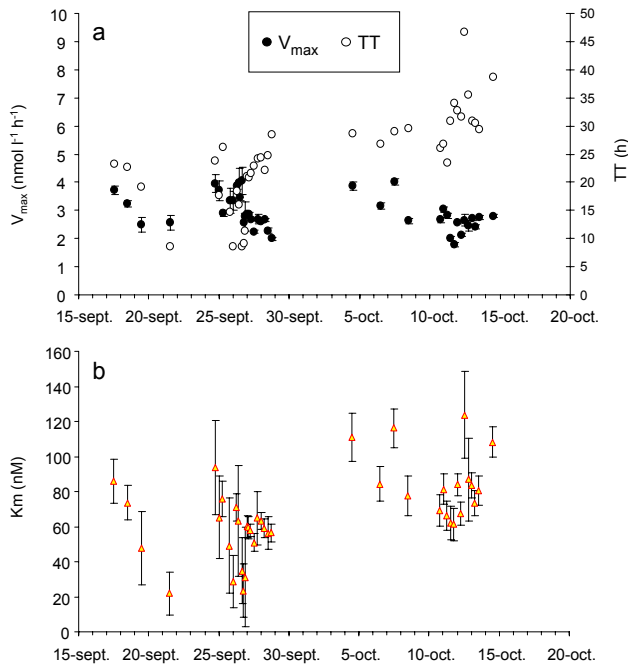 a
V_max TT
10 9 8 7 6 5 4 3 2 1 0
V_max (nmol l⁻¹ h⁻¹)
50 45 40 35 30 25 20 15 10 5 0
TT (h)
15-sept. 20-sept. 25-sept. 30-sept. 5-oct. 10-oct. 15-oct. 20-oct.
b
160 140 120 100 80 60 40 20 0
Km (nM)
15-sept. 20-sept. 25-sept. 30-sept. 5-oct. 10-oct. 15-oct. 20-oct.